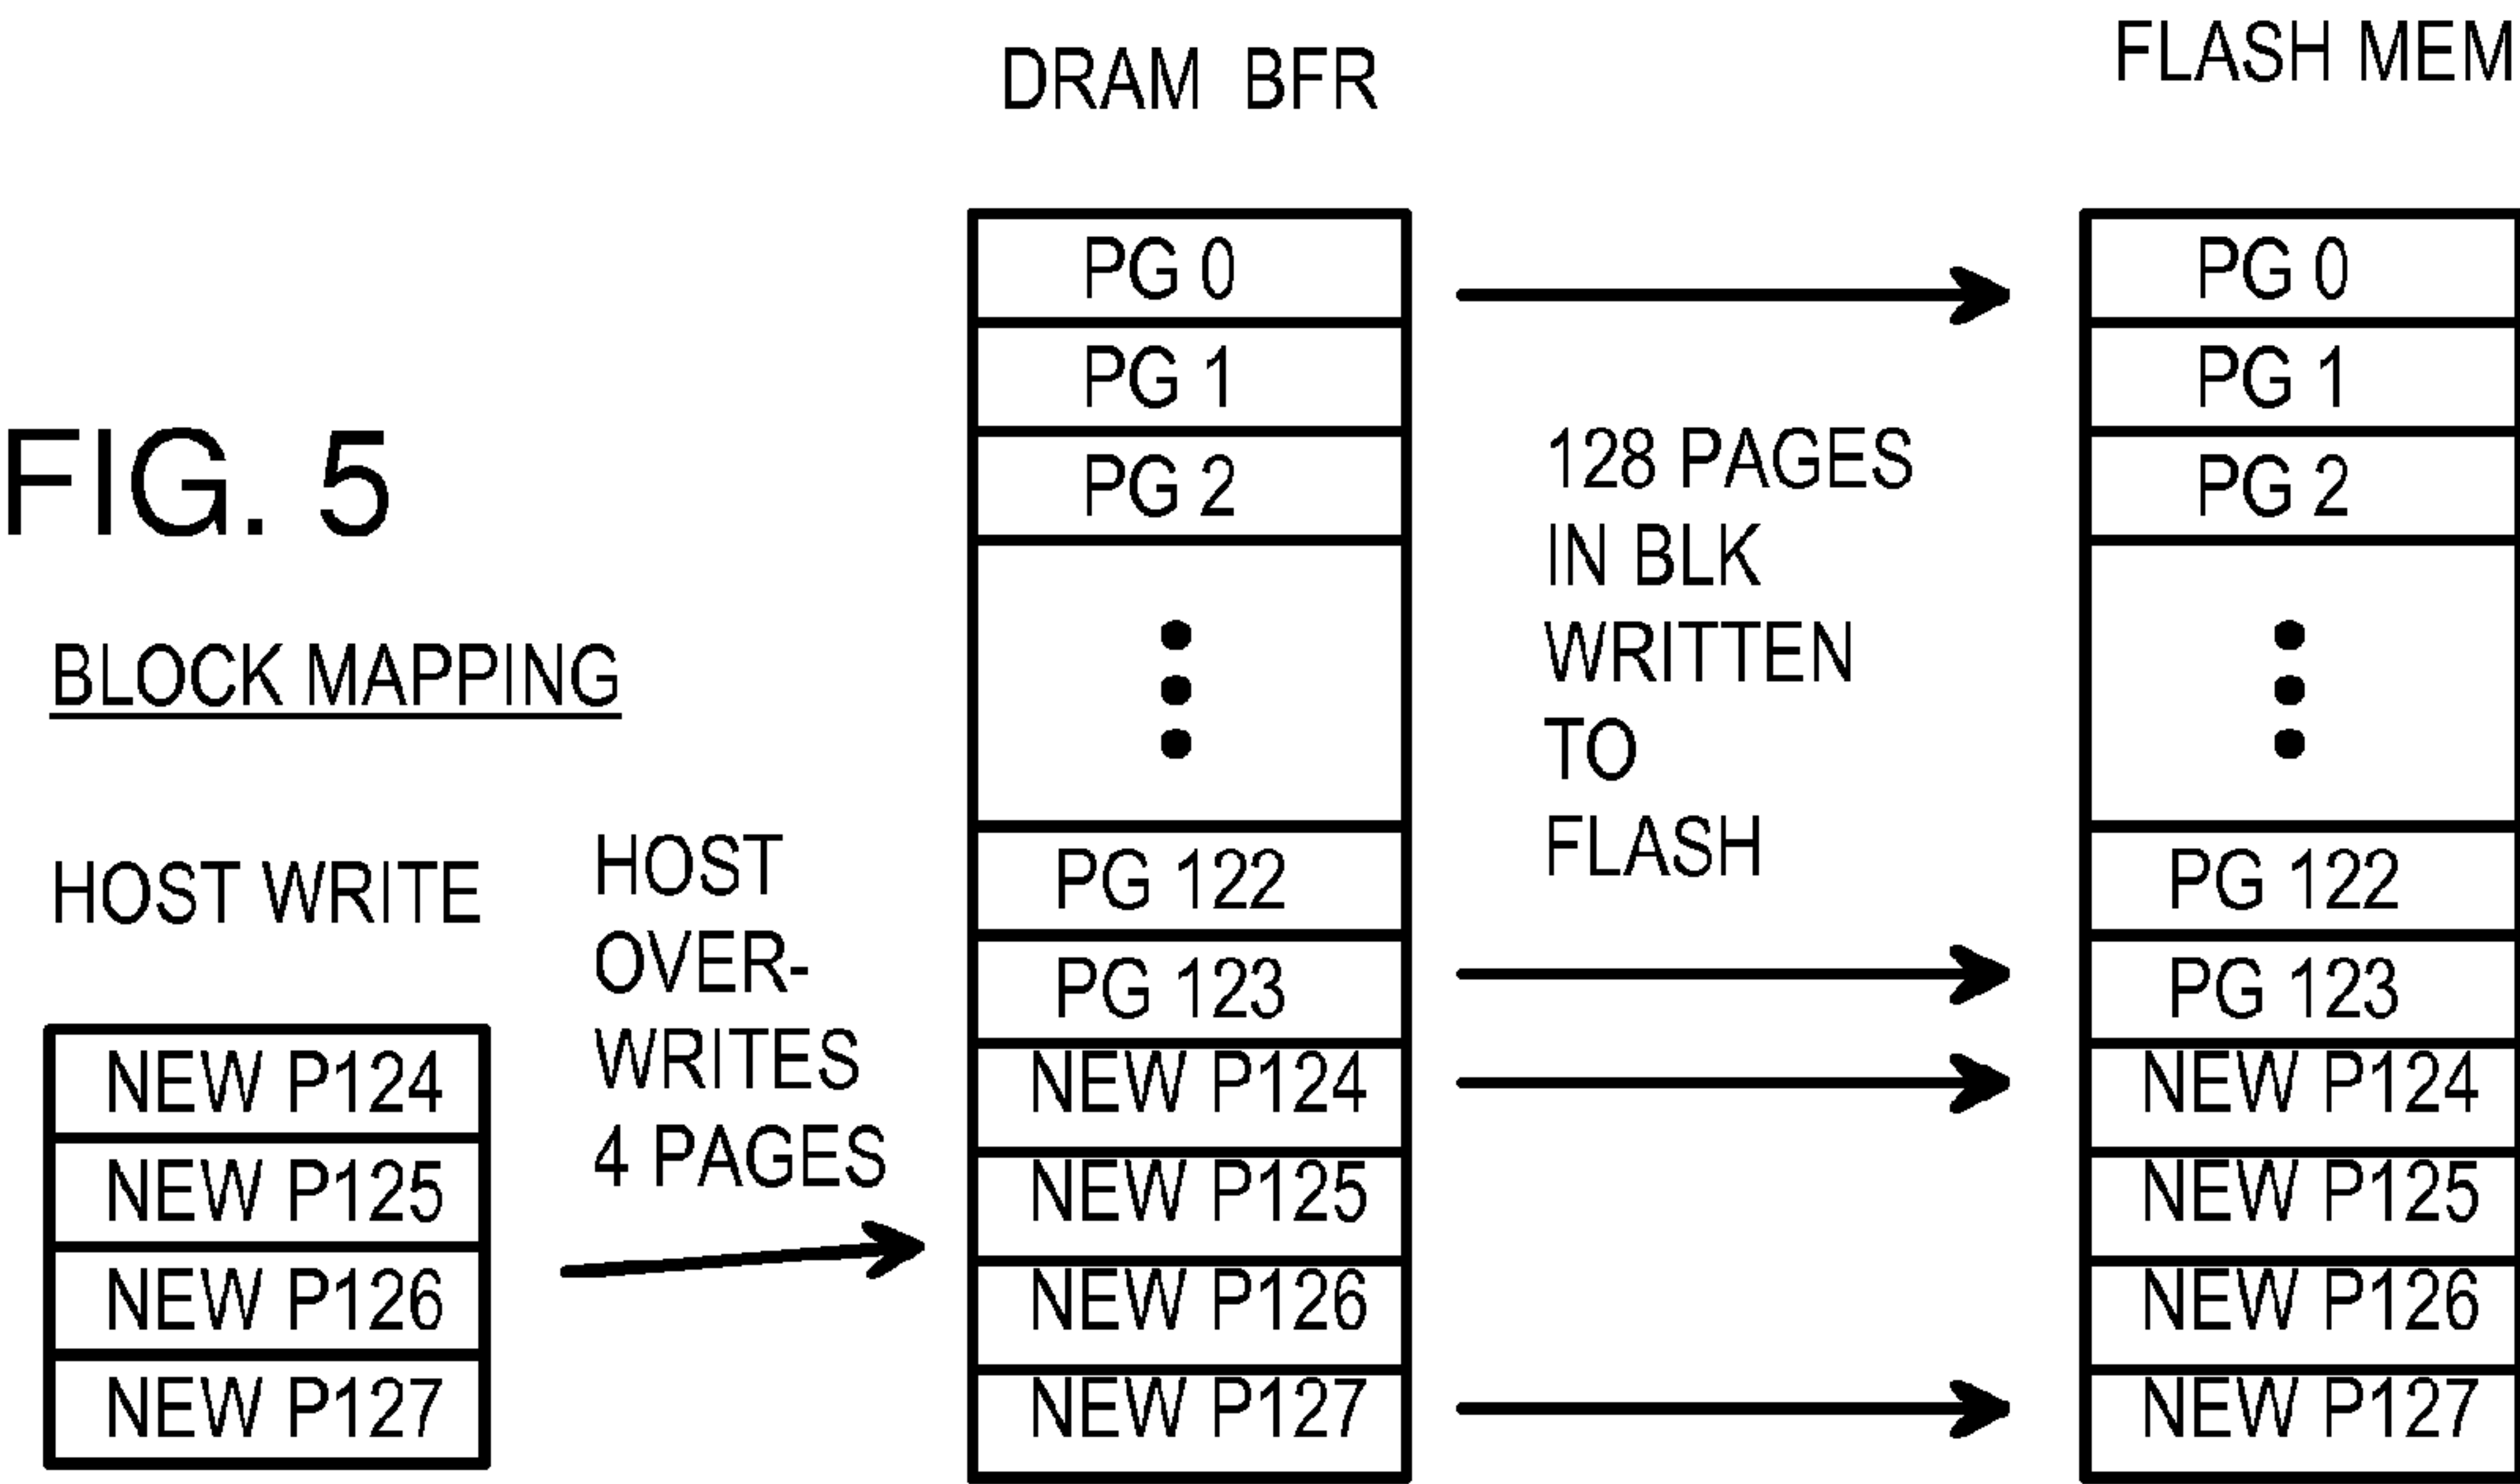 FIG. 5
BLOCK MAPPING
HOST WRITE
NEW P124
NEW P125
NEW P126
NEW P127
HOST
OVER-
WRITES
4 PAGES
DRAM BFR
PG 0
PG 1
PG 2
PG 122
PG 123
NEW P124
NEW P125
NEW P126
NEW P127
128 PAGES
IN BLK
WRITTEN
TO
FLASH
FLASH MEM
PG 0
PG 1
PG 2
PG 122
PG 123
NEW P124
NEW P125
NEW P126
NEW P127